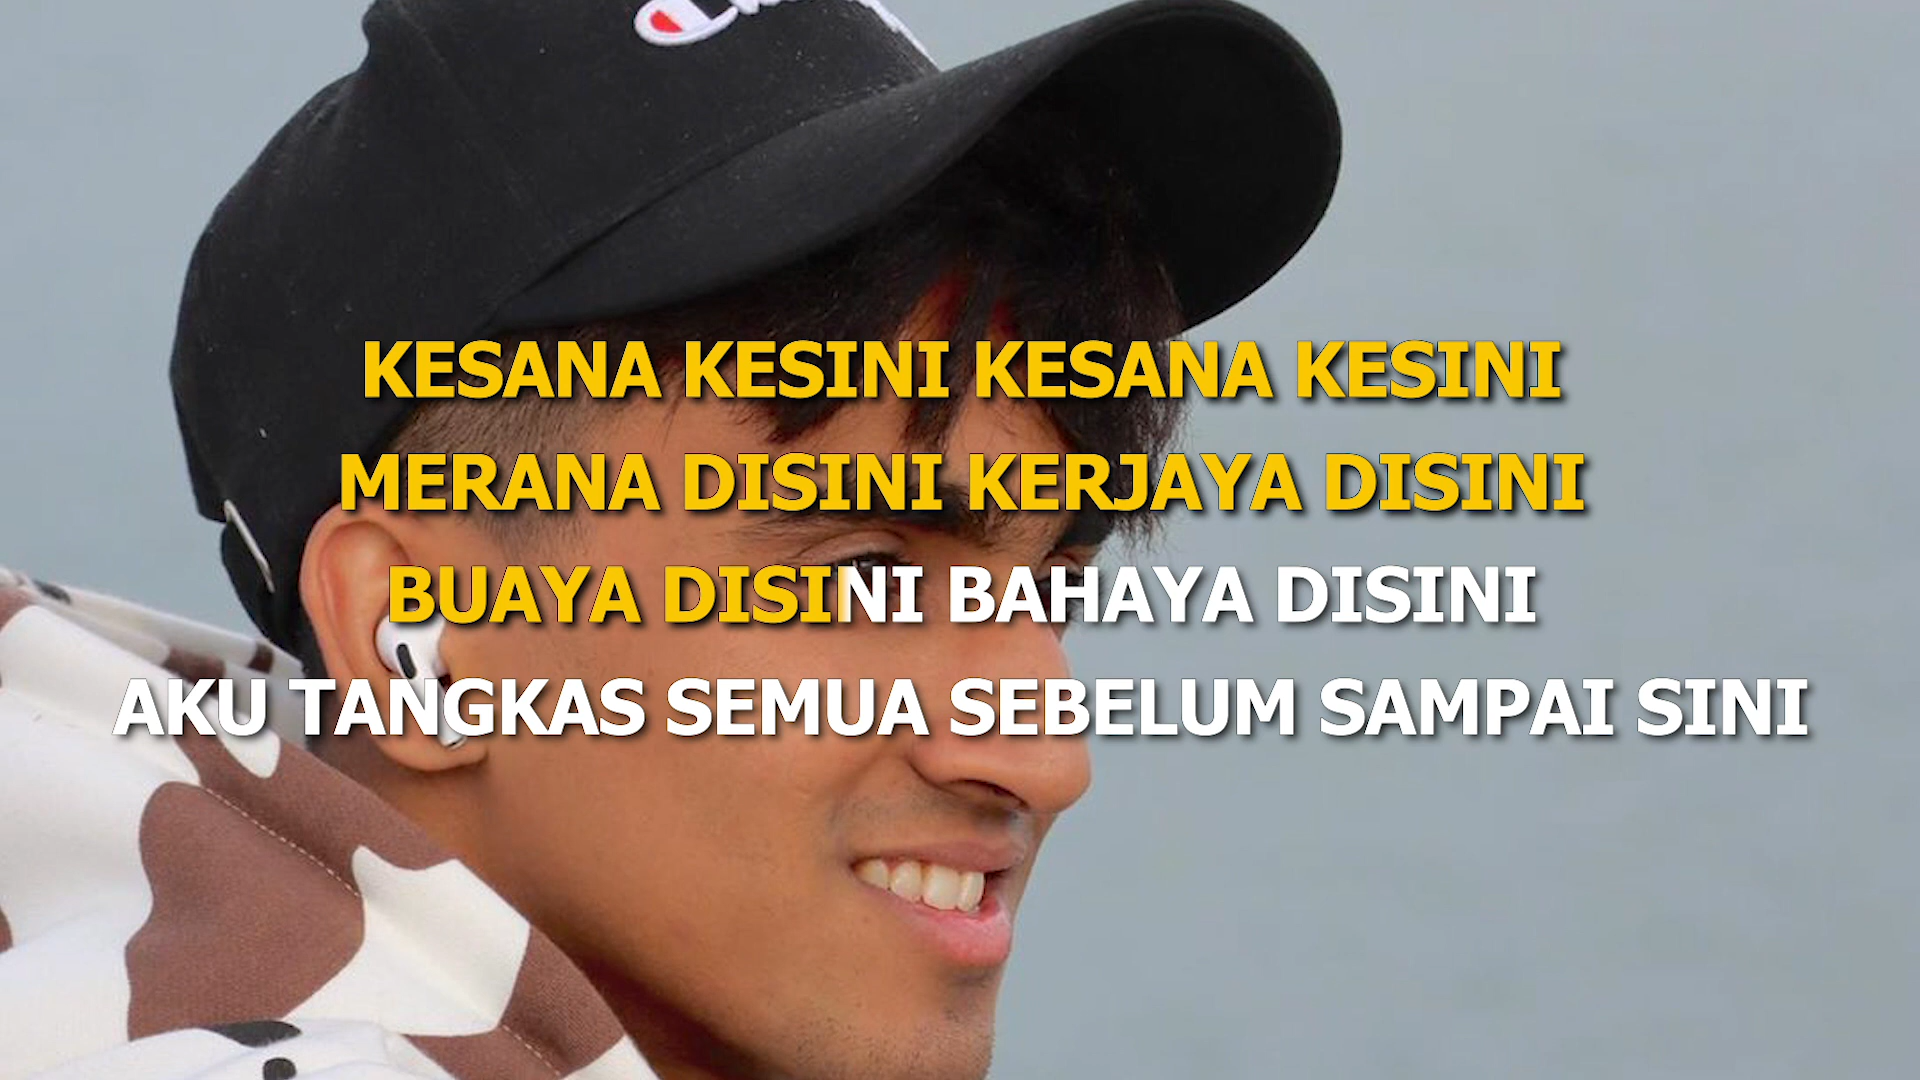 KESANA KESINI KESANA KESINI
MERANA DISINI KERJAYA DISINI
BUAYA DISINI BAHAYA DISINI
AKU TANGKAS SEMUA SEBELUM SAMPAI SINI